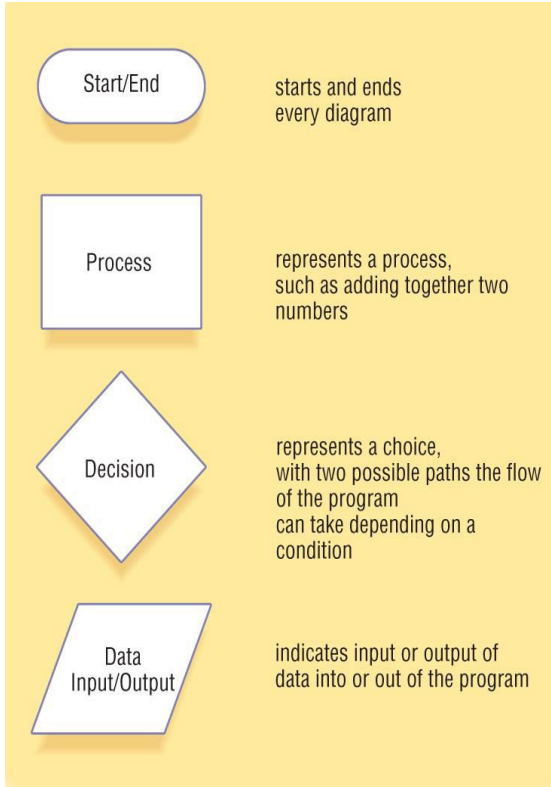 Start/End
starts and ends
every diagram
Process
represents a process,
such as adding together two
numbers
Decision
represents a choice,
with two possible paths the flow
of the program
can take depending on a
condition
Data
Input/Output
indicates input or output of
data into or out of the program